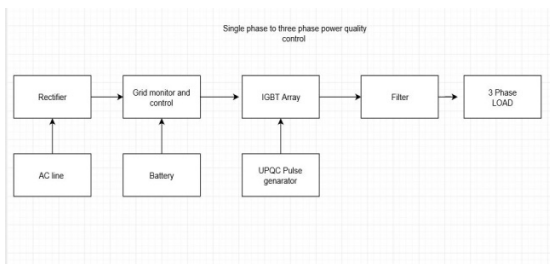 Single phase to three phase power quality
control
Rectifier
Grid monitor and
control
IGBT Array
Filter
3 Phase
LOAD
AC line
Battery
UPQC Pulse
genarator